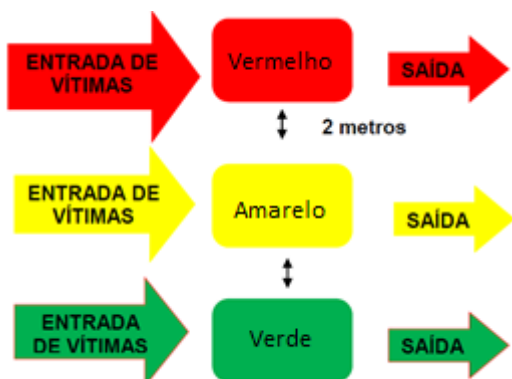 ENTRADA DE
VÍTIMAS
Vermelho
SAÍDA
2 metros
ENTRADA DE
VÍTIMAS
Amarelo
SAÍDA
ENTRADA
DE VÍTIMAS
Verde
SAÍDA